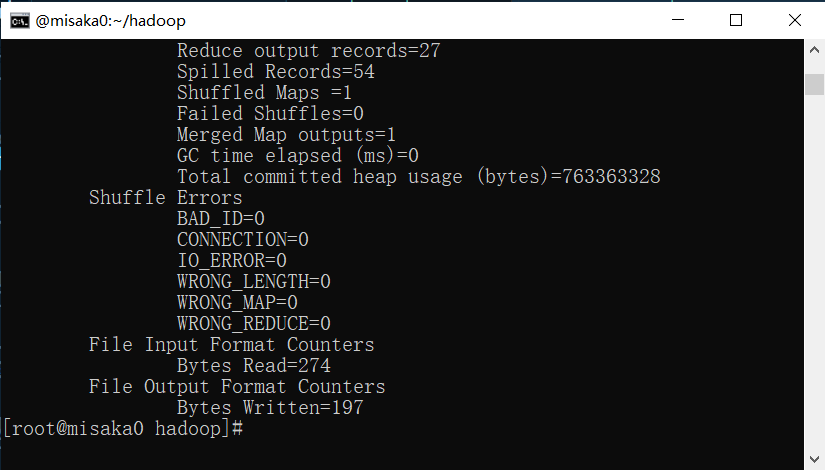 @misaka0:~/hadoop
Reduce output records=27
Spilled Records=54
Shuffled Maps =1
Failed Shuffles=0
Merged Map outputs=1
GC time elapsed (ms)=0
Total committed heap usage (bytes)=763363328
Shuffle Errors
BAD_ID=0
CONNECTION=0
IO_ERROR=0
WRONG_LENGTH=0
WRONG_MAP=0
WRONG_REDUCE=0
File Input Format Counters
Bytes Read=274
File Output Format Counters
Bytes Written=197
[root@misaka0 hadoop]#